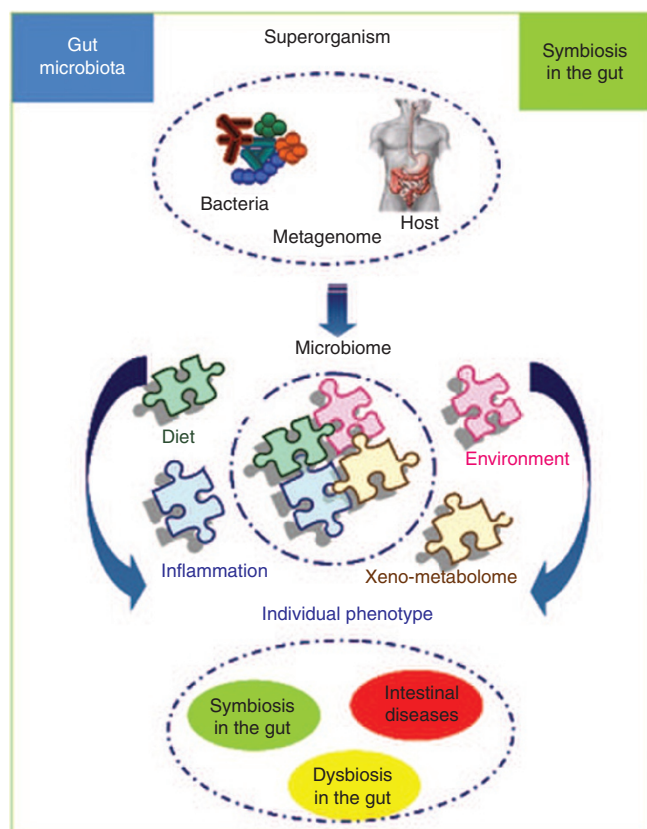 Gut
microbiota
Superorganism
Symbiosis
in the gut
Bacteria
Host
Metagenome
Microbiome
Diet
Environment
Inflammation
Xeno-metabolome
Individual phenotype
Symbiosis
in the gut
Intestinal
diseases
Dysbiosis
in the gut